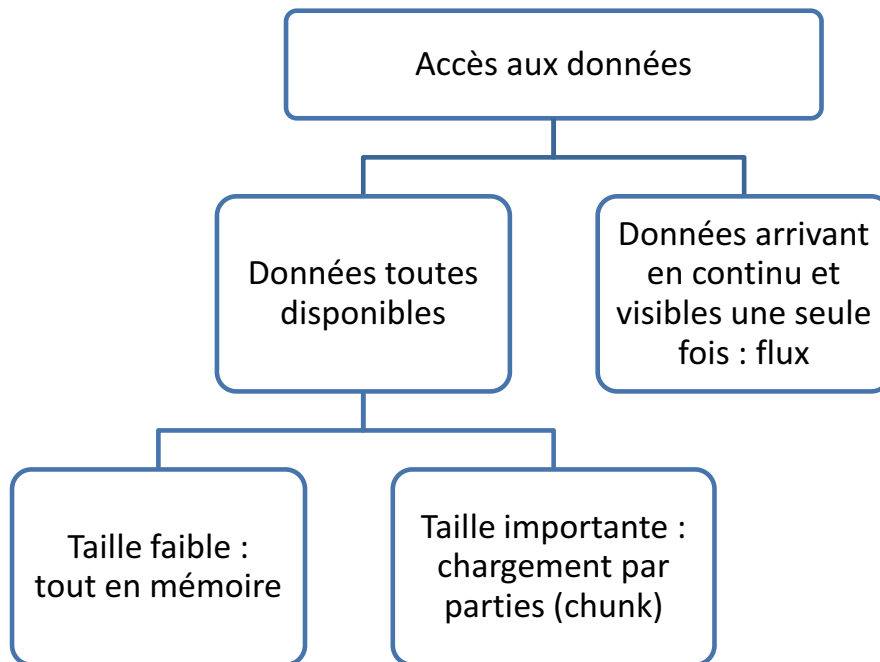 Accès aux données
Données toutes
disponibles
Données arrivant
en continu et
visibles une seule
fois : flux
Taille faible :
tout en mémoire
Taille importante :
chargement par
parties (chunk)